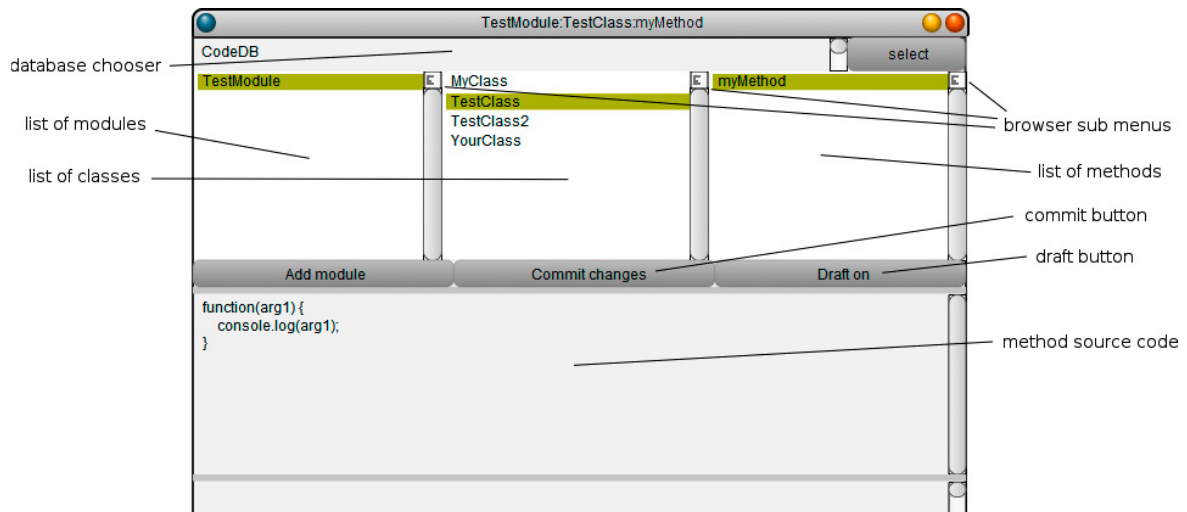 TestModule:TestClass:myMethod
CodeDB
select
database chooser
TestModule
MyClass
myMethod
TestClass
TestClass2
YourClass
list of modules
browser sub menus
list of classes
list of methods
commit button
draft button
Add module
Commit changes
Draft on
function(arg1) {
console.log(arg1);
}
method source code